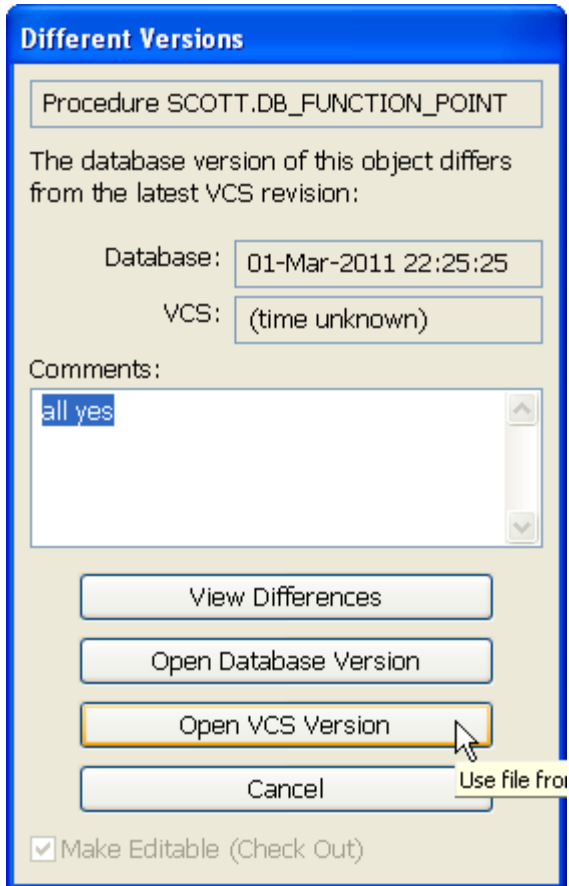 Different Versions
Procedure SCOTT.DB_FUNCTION_POINT
The database version of this object differs
from the latest VCS revision:
Database: 01-Mar-2011 22:25:25
VCS: (time unknown)
Comments:
all yes
View Differences
Open Database Version
Open VCS Version
Cancel
Use file
Make Editable (Check Out)